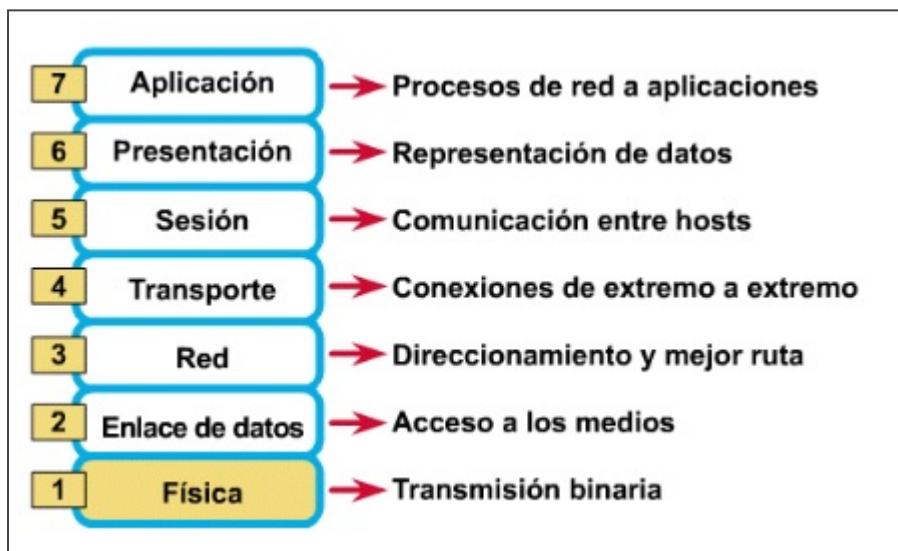 7 Aplicación Procesos de red a aplicaciones
6 Presentación Representación de datos
5 Sesión Comunicación entre hosts
4 Transporte Conexiones de extremo a extremo
3 Red Direccionamiento y mejor ruta
2 Enlace de datos Acceso a los medios
1 Física Transmisión binaria